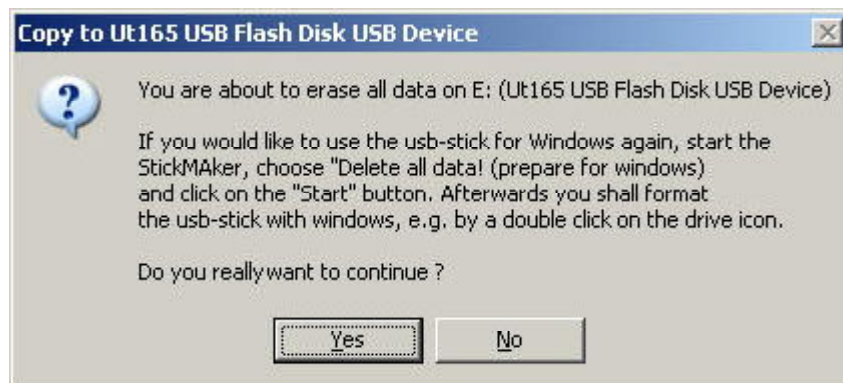 Copy to Ut165 USB Flash Disk USB Device
You are about to erase all data on E: (Ut165 USB Flash Disk USB Device)
If you would like to use the usb-stick for Windows again, start the
StickMAker, choose "Delete all data! (prepare for windows)
and click on the "Start" button. Afterwards you shall format
the usb-stick with windows, e.g. by a double click on the drive icon.
Do you reallywant to continue ?
Yes
No